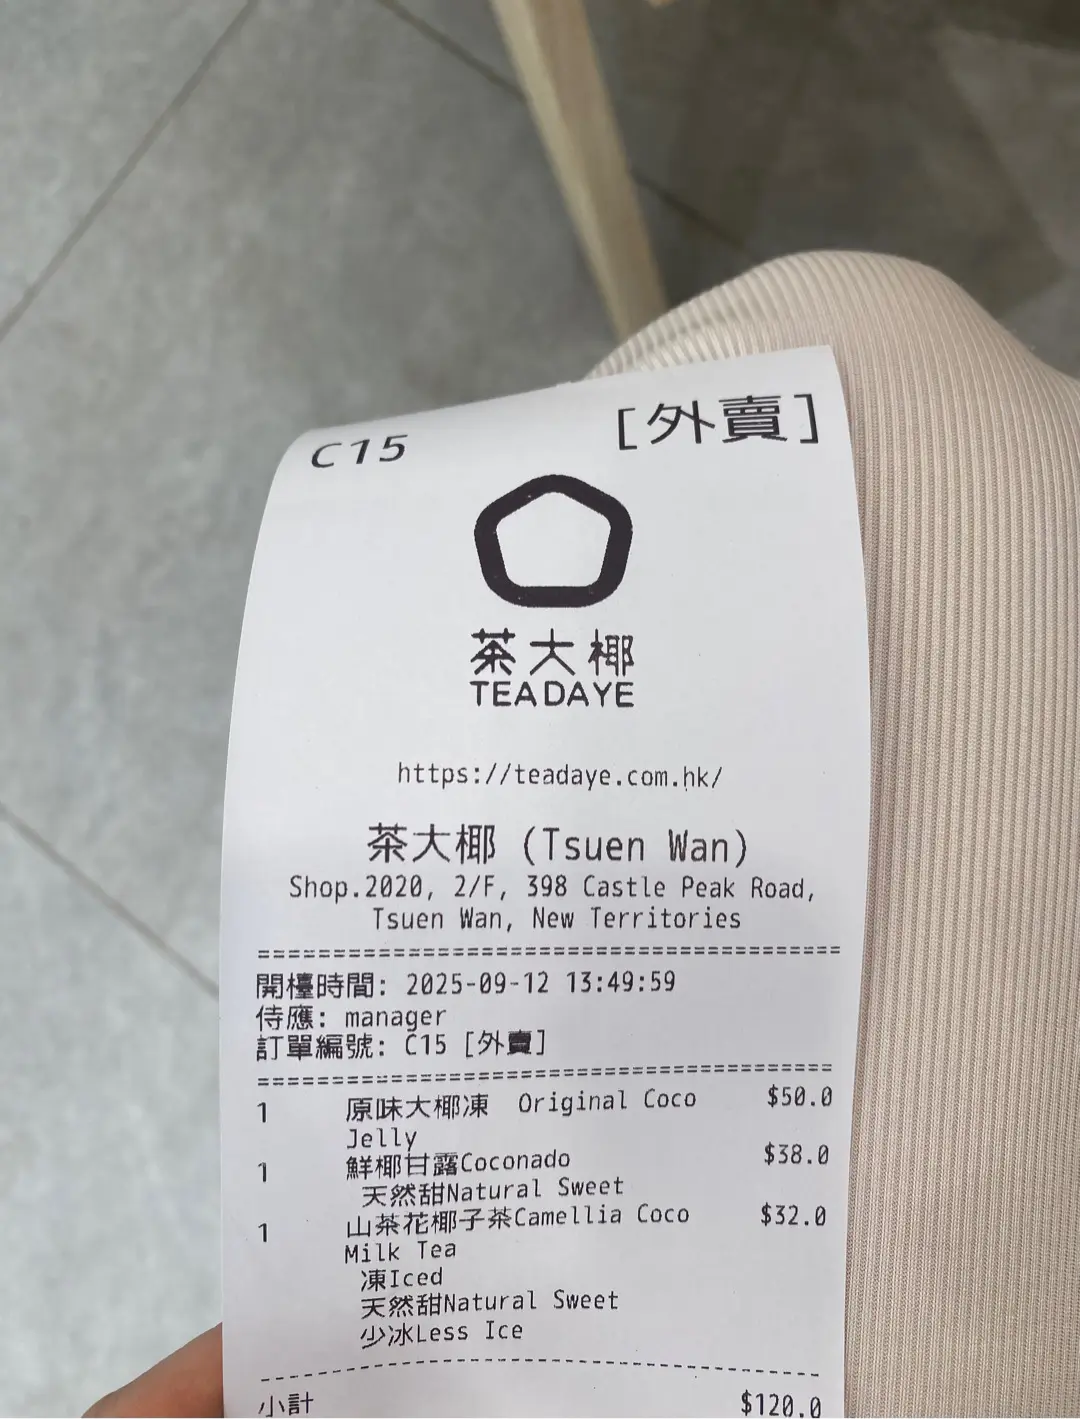 C15 [外賣]
茶大椰
TEADAYE
https://teadaye.com.hk/
茶大椰 (Tsuen Wan)
Shop.2020, 2/F, 398 Castle Peak Road,
Tsuen Wan, New Territories
開檯時間: 2025-09-12 13:49:59
侍應: manager
訂單編號: C15 [外賣]
1 原味大椰凍 Original Coco $50.0
Jelly
1 鮮椰甘露Coconado $38.0
天然甜Natural Sweet
1 山茶花椰子茶Camellia Coco $32.0
Milk Tea
凍Iced
天然甜Natural Sweet
少冰Less Ice
小計 $120.0